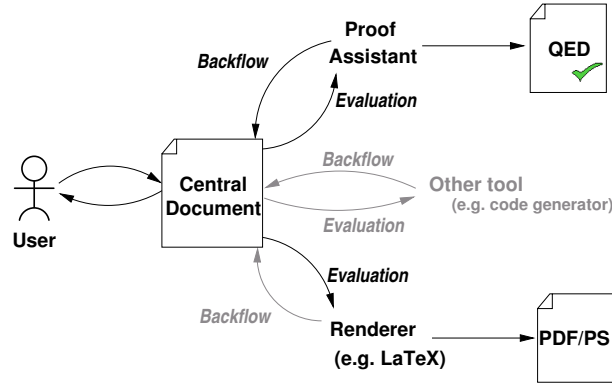 Proof
Assistant
QED
Backflow
Evaluation
Central
Document
Backflow
Other tool
(e.g. code generator)
Evaluation
User
Evaluation
Backflow
Renderer
(e.g. LaTeX)
PDF/PS